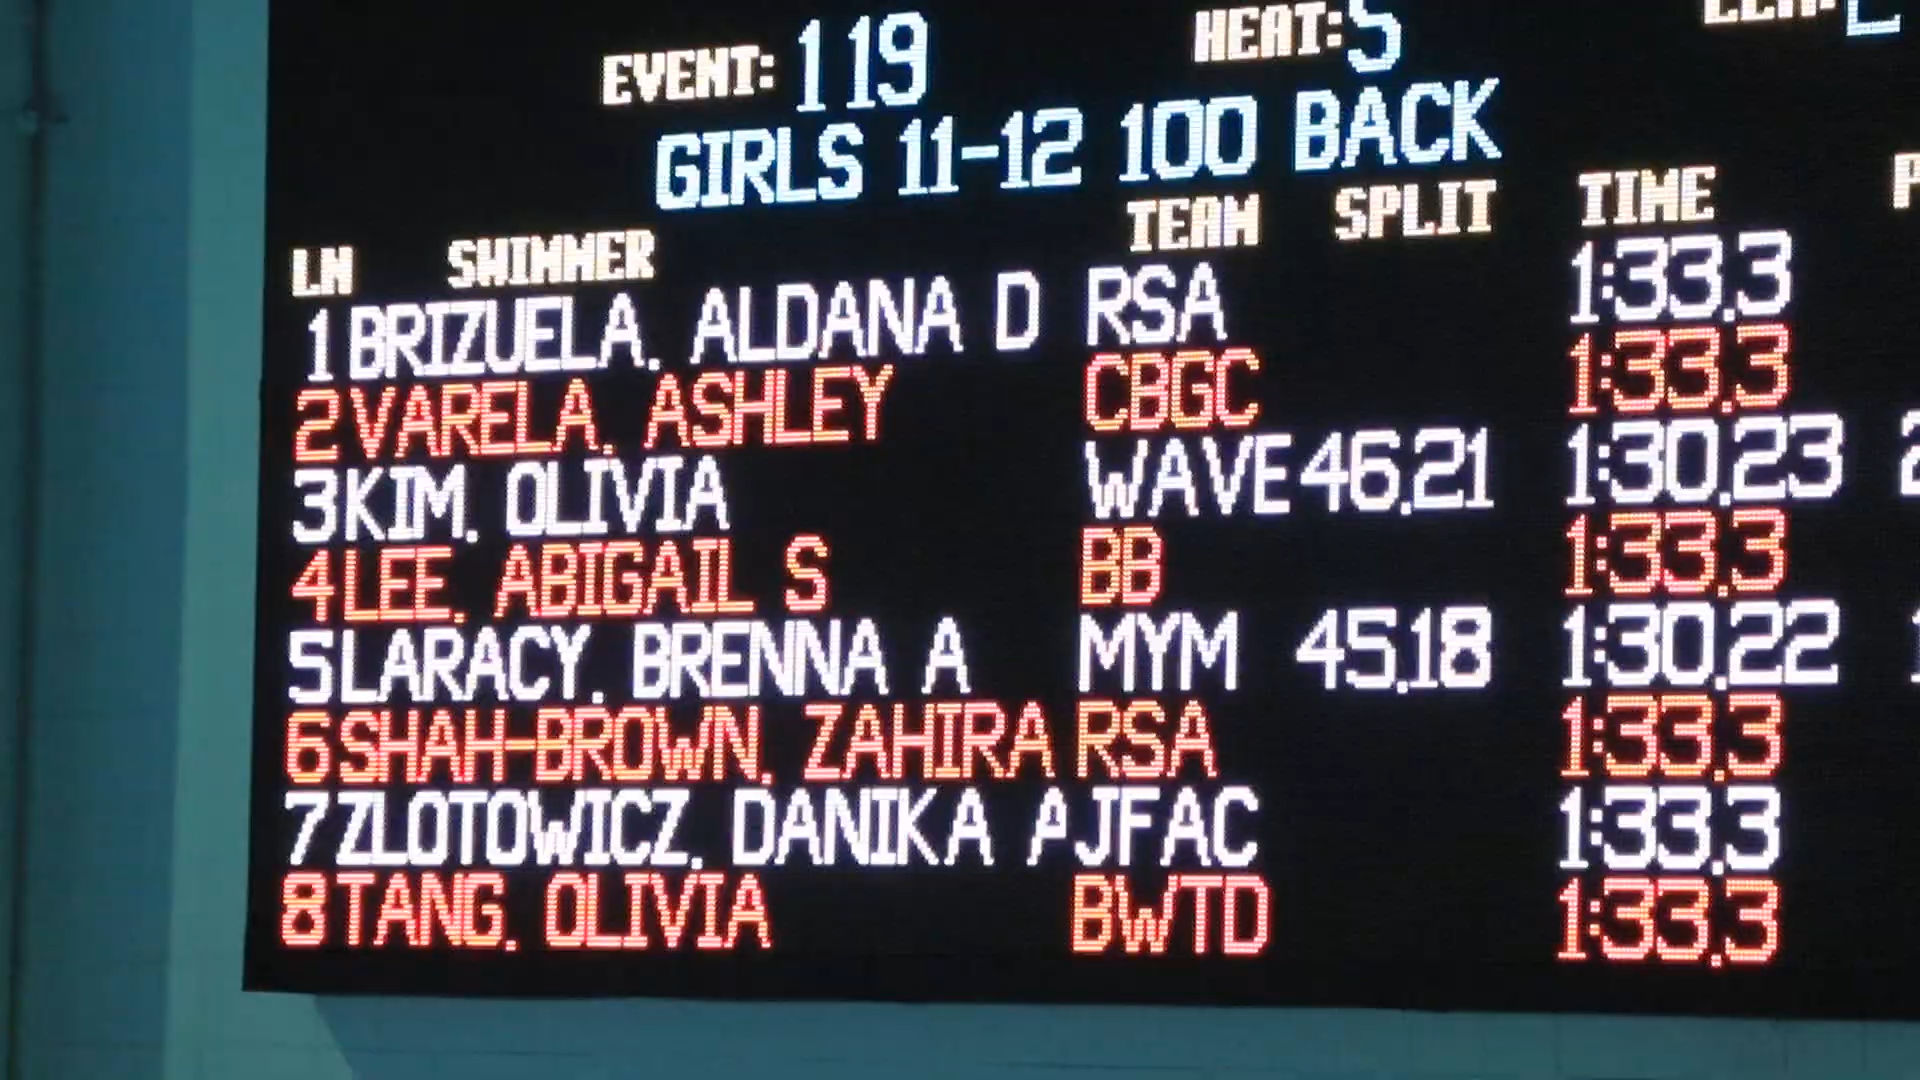 EVENT: 119 HEAT: 5
GIRLS 11-12 100 BACK
LN SWIMMER TEAM SPLIT TIME
1 BRIZUELA, ALDANA D RSA 1:33.3
2 VARELA, ASHLEY CBGC 1:33.3
3 KIM, OLIVIA WAVE 46.21 1:30.23
4 LEE, ABIGAIL S BB 1:33.3
5 LARACY, BRENNA A MYM 45.18 1:30.22
6 SHAH-BROWN, ZAHIRA RSA 1:33.3
7 ZLOTOWICZ, DANIKA A JFAC 1:33.3
8 TANG, OLIVIA BWTD 1:33.3